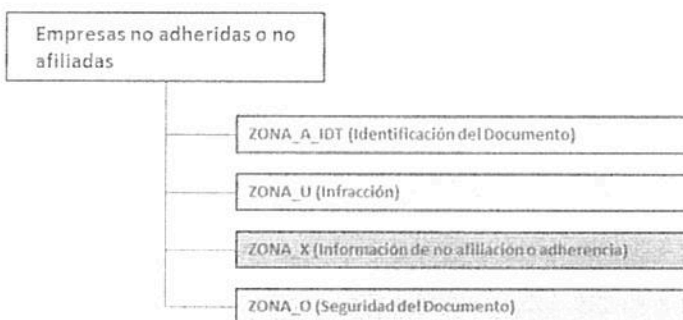 Empresas no adheridas o no
afiliadas
ZONA_A_IDT (Identificación del Documento)
ZONA_U (Infracción)
ZONA_X (Información de no afiliación o adherencia)
ZONA_O (Seguridad del Documento)